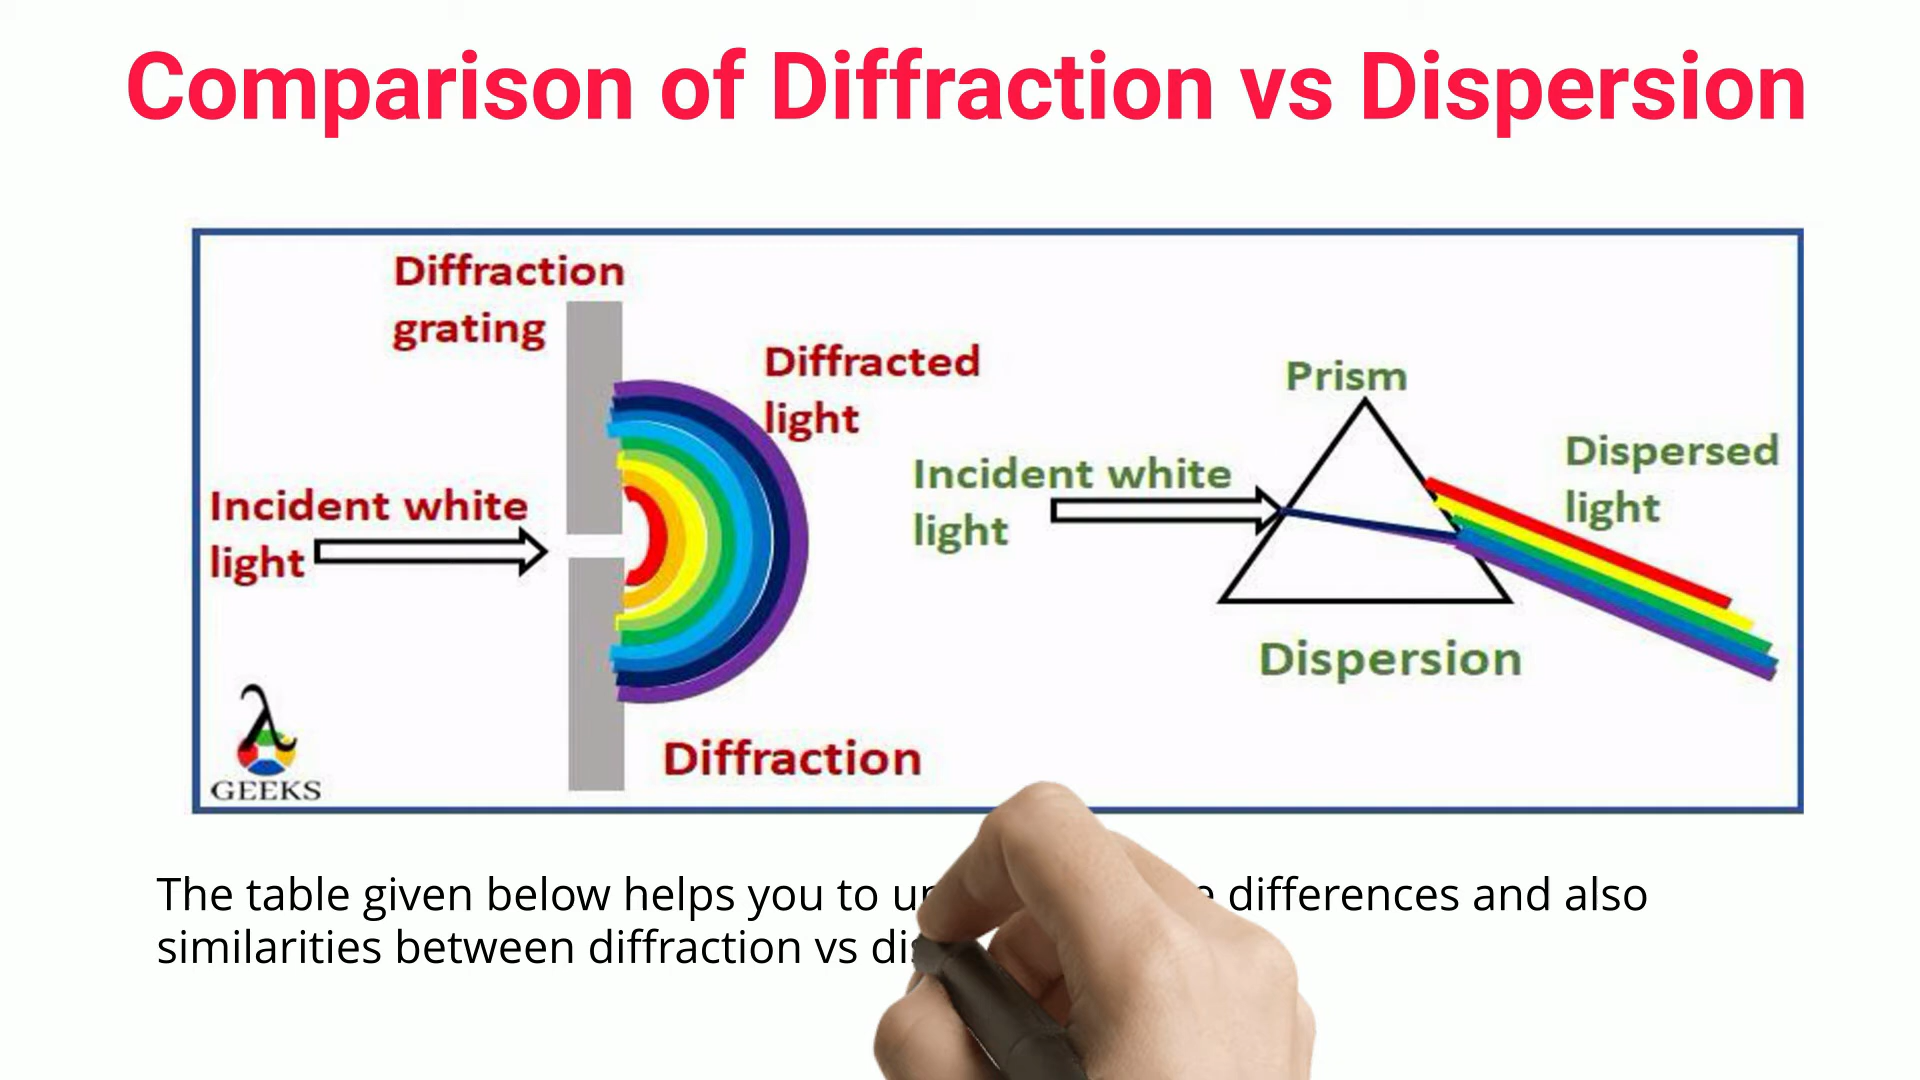 Comparison of Diffraction vs Dispersion
Diffraction
grating
Diffracted
light
Incident white
light
Diffraction
λ
GEEKS
Prism
Incident white
light
Dispersed
light
Dispersion
The table given below helps you to differences and also
similarities between diffraction vs